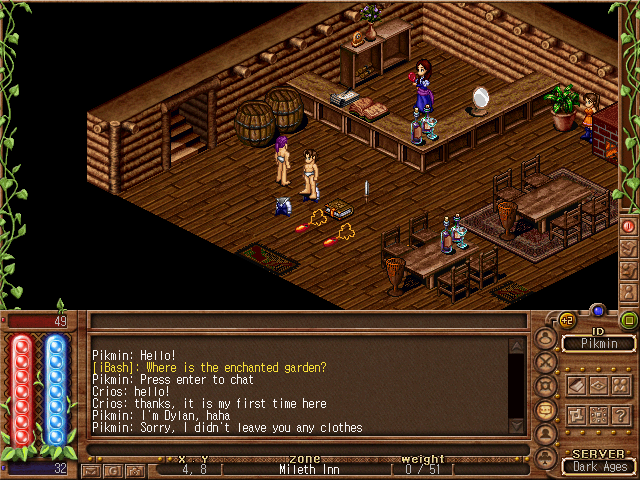 49
+2
ID
Pikmin
Pikmin: Hello!
[iBash]: Where is the enchanted garden?
Pikmin: Press enter to chat
Crios: hello!
Crios: thanks, it is my first time here
Pikmin: I'm Dylan, haha
Pikmin: Sorry, I didn't leave you any clothes
?
SERVER
Dark Ages
x, y zone weight
32
G
4, 8 [ Mileth Inn [ 0 / 51 ]